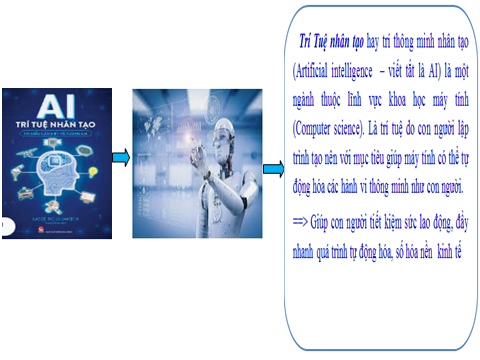 AI
TRÍ TUỆ NHÂN TẠO
Trí Tuệ nhân tạo hay trí thông minh nhân tạo
(Artificial intelligence – viết tắt là AI) là một
ngành thuộc lĩnh vực khoa học máy tính
(Computer science). Là trí tuệ do con người lập
trình tạo nên với mục tiêu giúp máy tính có thể tự
động hóa các hành vi thông minh như con người.
==> Giúp con người tiết kiệm sức lao động, đẩy
nhanh quá trình tự động hóa, số hóa nền kinh tế